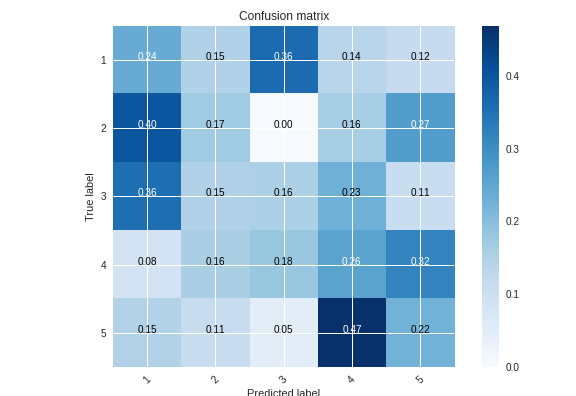 Confusion matrix
1 0.24 0.15 0.36 0.14 0.12
2 0.40 0.17 0.00 0.16 0.27
3 0.36 0.15 0.16 0.23 0.11
4 0.08 0.16 0.18 0.26 0.32
5 0.15 0.11 0.05 0.47 0.22
1 2 3 4 5
True label
Predicted label
0.4
0.3
0.2
0.1
0.0